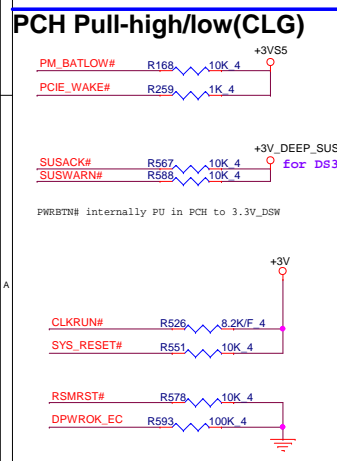 PCH Pull-high/low(CLG)
+3VS5
PM_BATLOW# R168 10K_4
PCIE_WAKE# R259 1K_4
+3V_DEEP_SUS
SUSACK# R567 10K_4 for DS3
SUSWARN# R588 10K_4
PWRBTN# internally PU in PCH to 3.3V_DSW
+3V
A
CLKRUN# R526 8.2K/F_4
SYS_RESET# R551 10K_4
RSMRST# R578 10K_4
DPWROK_EC R593 100K_4